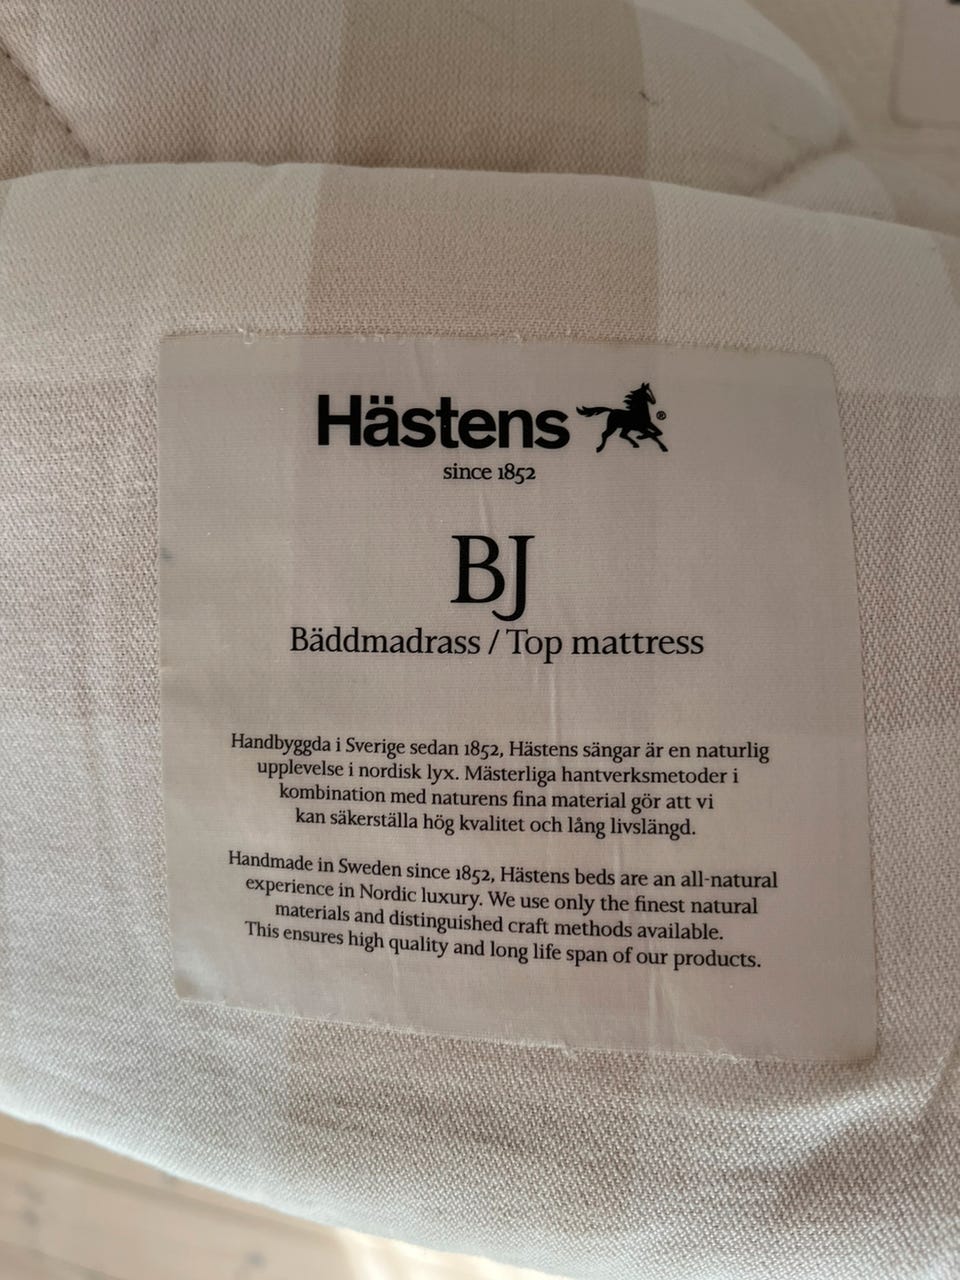 Hästens ®
since 1852
BJ
Bäddmadrass / Top mattress
Handbyggda i Sverige sedan 1852, Hästens sängar är en naturlig
upplevelse i nordisk lyx. Mästerliga hantverksmetoder i
kombination med naturens fina material gör att vi
kan säkerställa hög kvalitet och lång livslängd.
Handmade in Sweden since 1852, Hästens beds are an all-natural
experience in Nordic luxury. We use only the finest natural
materials and distinguished craft methods available.
This ensures high quality and long life span of our products.